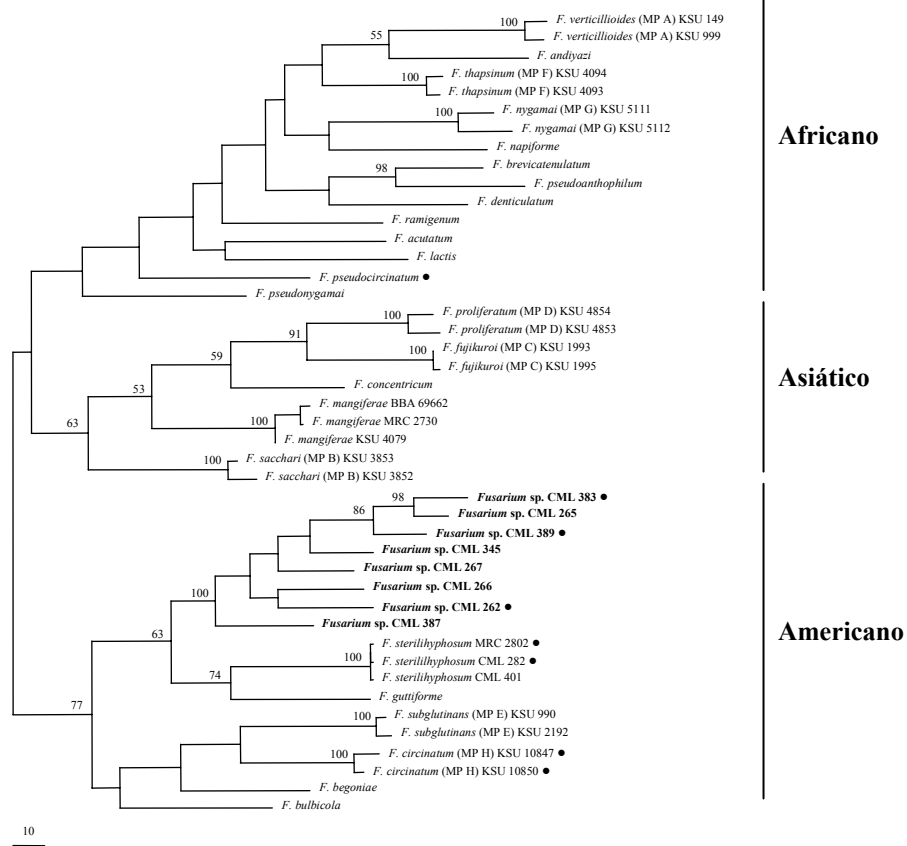 100
F. verticillioides (MP A) KSU 149
F. verticillioides (MP A) KSU 999
55
F. andiyazi
100
F. thapsinum (MP F) KSU 4094
F. thapsinum (MP F) KSU 4093
100
F. nygamai (MP G) KSU 5111
F. nygamai (MP G) KSU 5112
F. napiforme
Africano
98
F. brevicatenulatum
F. pseudoanthophilum
F. denticulatum
F. ramigenum
F. acutatum
F. lactis
F. pseudocircinatum ●
F. pseudonygamai
100
F. proliferatum (MP D) KSU 4854
F. proliferatum (MP D) KSU 4853
91
100
F. fujikuroi (MP C) KSU 1993
F. fujikuroi (MP C) KSU 1995
59
F. concentricum
Asiático
53
F. mangiferae BBA 69662
F. mangiferae MRC 2730
100
F. mangiferae KSU 4079
63
100
F. sacchari (MP B) KSU 3853
F. sacchari (MP B) KSU 3852
98
Fusarium sp. CML 383 ●
86
Fusarium sp. CML 265
Fusarium sp. CML 389 ●
Fusarium sp. CML 345
Fusarium sp. CML 267
100
Fusarium sp. CML 266
Fusarium sp. CML 262 ●
Fusarium sp. CML 387
Americano
63
F. sterilihyphosum MRC 2802 ●
100
F. sterilihyphosum CML 282 ●
74
F. sterilihyphosum CML 401
F. guttiforme
77
100
F. subglutinans (MP E) KSU 990
F. subglutinans (MP E) KSU 2192
100
F. circinatum (MP H) KSU 10847 ●
F. circinatum (MP H) KSU 10850 ●
F. begoniae
F. bulbicola
10